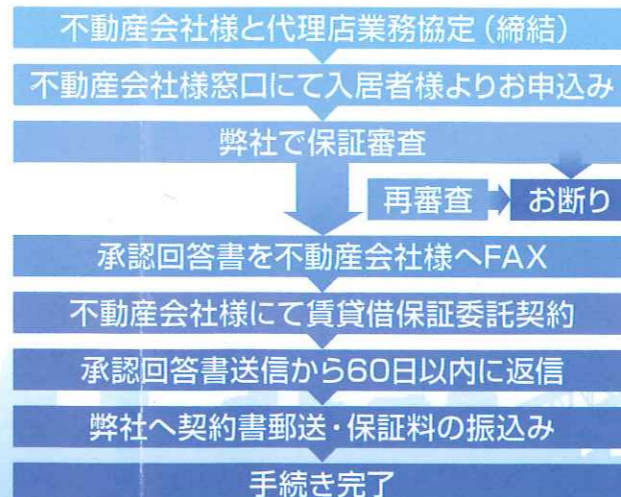 不動産会社様と代理店業務協定(締結)
不動産会社様窓口にて入居者様よりお申込み
弊社で保証審査
再審査
お断り
承認回答書を不動産会社様へFAX
不動産会社様にて賃貸借保証委託契約
承認回答書送信から60日以内に返信
弊社へ契約書郵送・保証料の振込み
手続き完了